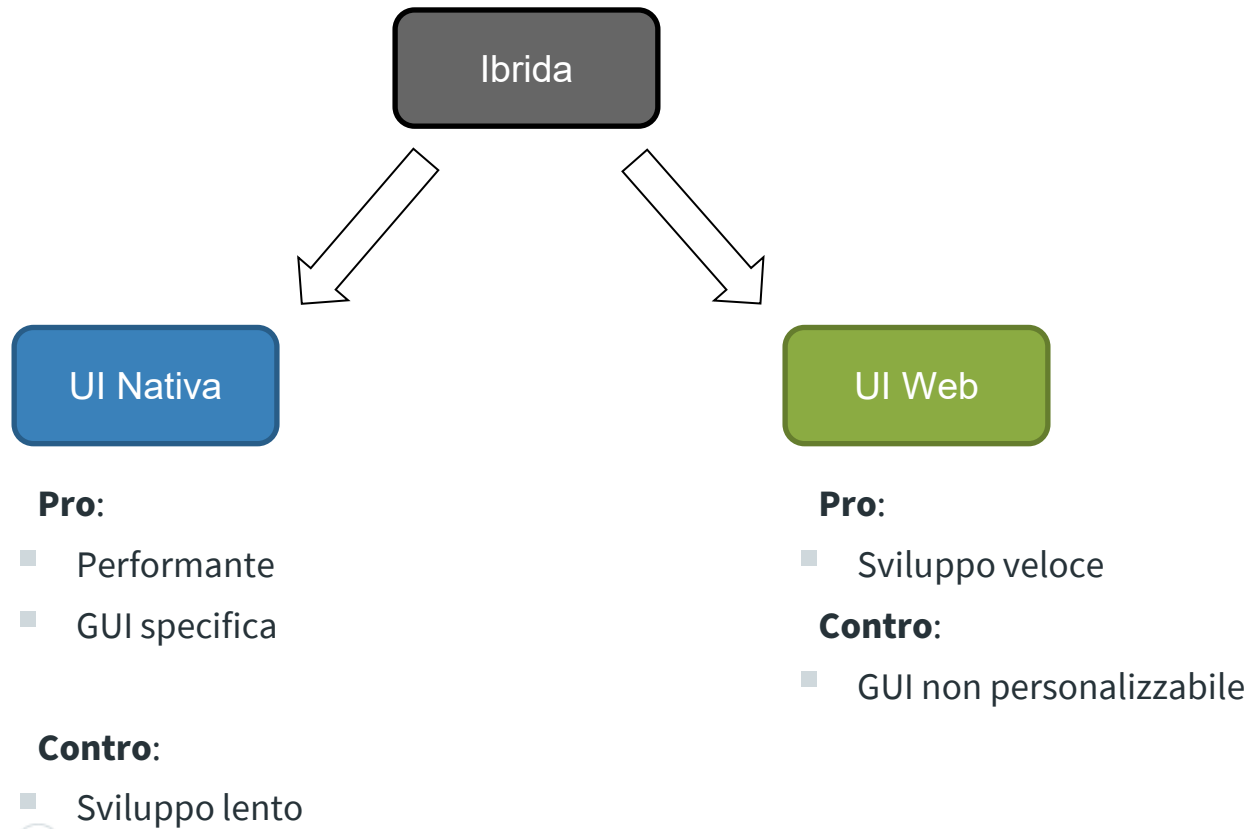 Ibrida
UI Nativa
Pro:
Performante
GUI specifica
Contro:
Sviluppo lento
UI Web
Pro:
Sviluppo veloce
Contro:
GUI non personalizzabile